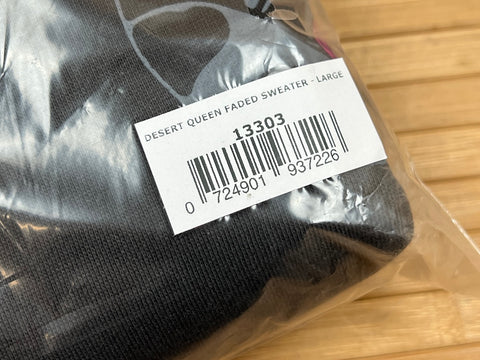 DESERT QUEEN FADED SWEATER - LARGE
13303
0 724901 937226